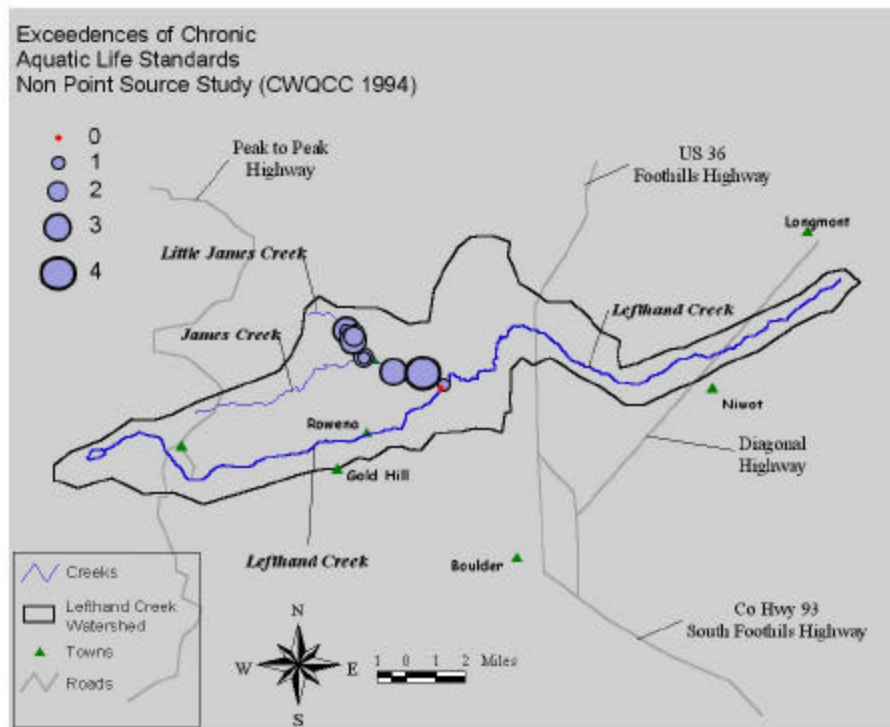 Exceedences of Chronic
Aquatic Life Standards
Non Point Source Study (CWQCC 1994)
0
1
2
3
4
Peak to Peak
Highway
US 36
Foothills Highway
Longmont
Little James Creek
James Creek
Lefthand Creek
Rowena
Niwot
Gold Hill
Diagonal
Highway
Lefthand Creek
Boulder
Co Hwy 93
South Foothils Highway
Creeks
Lefthand Creek
Watershed
Towns
Roads
N
W
E
S
1 0 1 2 Miles